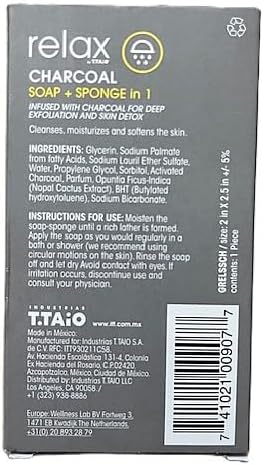 relax
by T.TAiO
CHARCOAL
SOAP + SPONGE in 1
INFUSED WITH CHARCOAL FOR DEEP
EXFOLIATION AND SKIN DETOX
Cleanses, moisturizes and softens the skin.
INGREDIENTS: Glycerin, Sodium Palmate
from fatty Acids, Sodium Lauril Ether Sulfate,
Water, Propylene Glycol, Sorbitol, Activated
Charcoal, Parfum, Opuntia Ficus-Indica
(Nopal Cactus Extract), BHT (Butylated
hydroxytoluene), Sodium Bicarbonate.
INSTRUCTIONS FOR USE: Moisten the
soap-sponge until a rich lather is formed.
Apply the soap as you would regularly in a
bath or shower (we recommend using
circular motions on the skin). Rinse the soap
off and let dry Avoid contact with eyes. If
irritation occurs, discontinue use and
consult your physician.
INDUSTRIAS
T.TAiO
www.itt.com.mx
Made in México.
Manufactured for: Industrias T.TAIO S.A.
de C.V. RFC: ITT930211C58.
Av. Hacienda Escolástica 131-4, Colonia
Ex Hacienda del Rosario, C.P.02420,
Azcapotzalco, México, Ciudad de México.
Distributed by: Industrias T.TAIO LLC
Los Angeles, CA 90058 /
+1 (323) 938-8886
Europe: Wellness Lab BV Fortweg 3,
1471 EB Kwadijk The Netherlands.
+31(0) 20 893 28 79
GRELSSCH / size: 2 in X 2.5 in +/- 5%
contents: 1 Piece
7 41021 00907 7